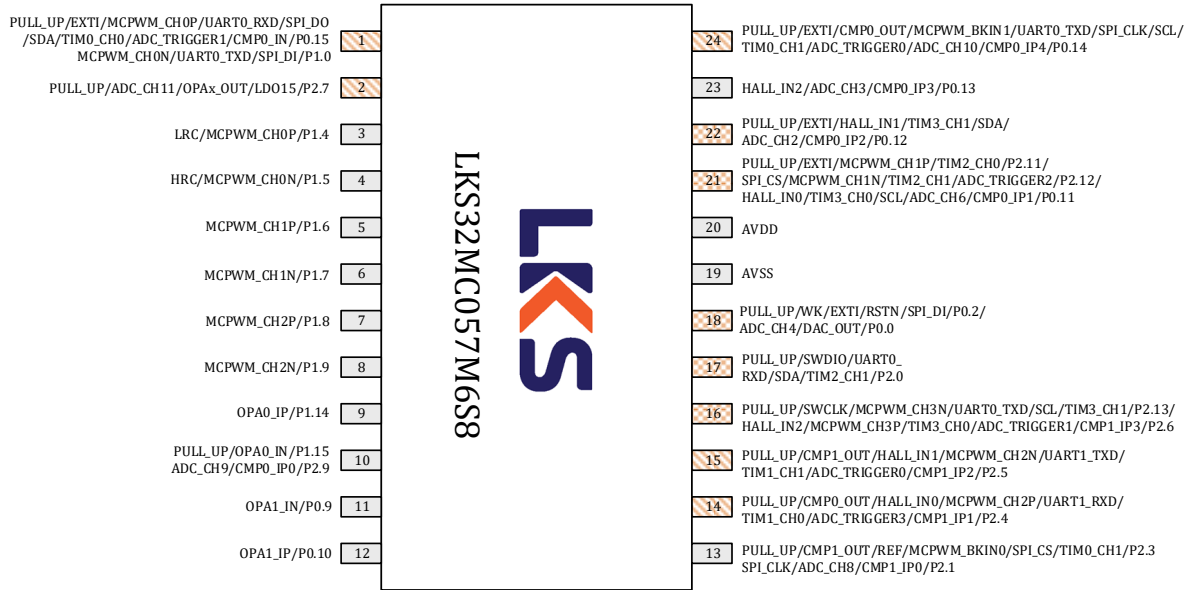 PULL_UP/EXTI/MCPWM_CH0P/UART0_RXD/SPI_DO
/SDA/TIM0_CH0/ADC_TRIGGER1/CMP0_IN/P0.15
MCPWM_CH0N/UART0_TXD/SPI_DI/P1.0
1
PULL_UP/ADC_CH11/OPAx_OUT/LDO15/P2.7
2
LRC/MCPWM_CH0P/P1.4
3
HRC/MCPWM_CH0N/P1.5
4
MCPWM_CH1P/P1.6
5
MCPWM_CH1N/P1.7
6
MCPWM_CH2P/P1.8
7
MCPWM_CH2N/P1.9
8
OPA0_IP/P1.14
9
PULL_UP/OPA0_IN/P1.15
ADC_CH9/CMP0_IP0/P2.9
10
OPA1_IN/P0.9
11
OPA1_IP/P0.10
12
LKS32MC057M6S8
LKS
24
PULL_UP/EXTI/CMP0_OUT/MCPWM_BKIN1/UART0_TXD/SPI_CLK/SCL/
TIM0_CH1/ADC_TRIGGER0/ADC_CH10/CMP0_IP4/P0.14
23
HALL_IN2/ADC_CH3/CMP0_IP3/P0.13
22
PULL_UP/EXTI/HALL_IN1/TIM3_CH1/SDA/
ADC_CH2/CMP0_IP2/P0.12
21
PULL_UP/EXTI/MCPWM_CH1P/TIM2_CH0/P2.11/
SPI_CS/MCPWM_CH1N/TIM2_CH1/ADC_TRIGGER2/P2.12/
HALL_IN0/TIM3_CH0/SCL/ADC_CH6/CMP0_IP1/P0.11
20
AVDD
19
AVSS
18
PULL_UP/WK/EXTI/RSTN/SPI_DI/P0.2/
ADC_CH4/DAC_OUT/P0.0
17
PULL_UP/SWDIO/UART0_
RXD/SDA/TIM2_CH1/P2.0
16
PULL_UP/SWCLK/MCPWM_CH3N/UART0_TXD/SCL/TIM3_CH1/P2.13/
HALL_IN2/MCPWM_CH3P/TIM3_CH0/ADC_TRIGGER1/CMP1_IP3/P2.6
15
PULL_UP/CMP1_OUT/HALL_IN1/MCPWM_CH2N/UART1_TXD/
TIM1_CH1/ADC_TRIGGER0/CMP1_IP2/P2.5
14
PULL_UP/CMP0_OUT/HALL_IN0/MCPWM_CH2P/UART1_RXD/
TIM1_CH0/ADC_TRIGGER3/CMP1_IP1/P2.4
13
PULL_UP/CMP1_OUT/REF/MCPWM_BKIN0/SPI_CS/TIM0_CH1/P2.3
SPI_CLK/ADC_CH8/CMP1_IP0/P2.1